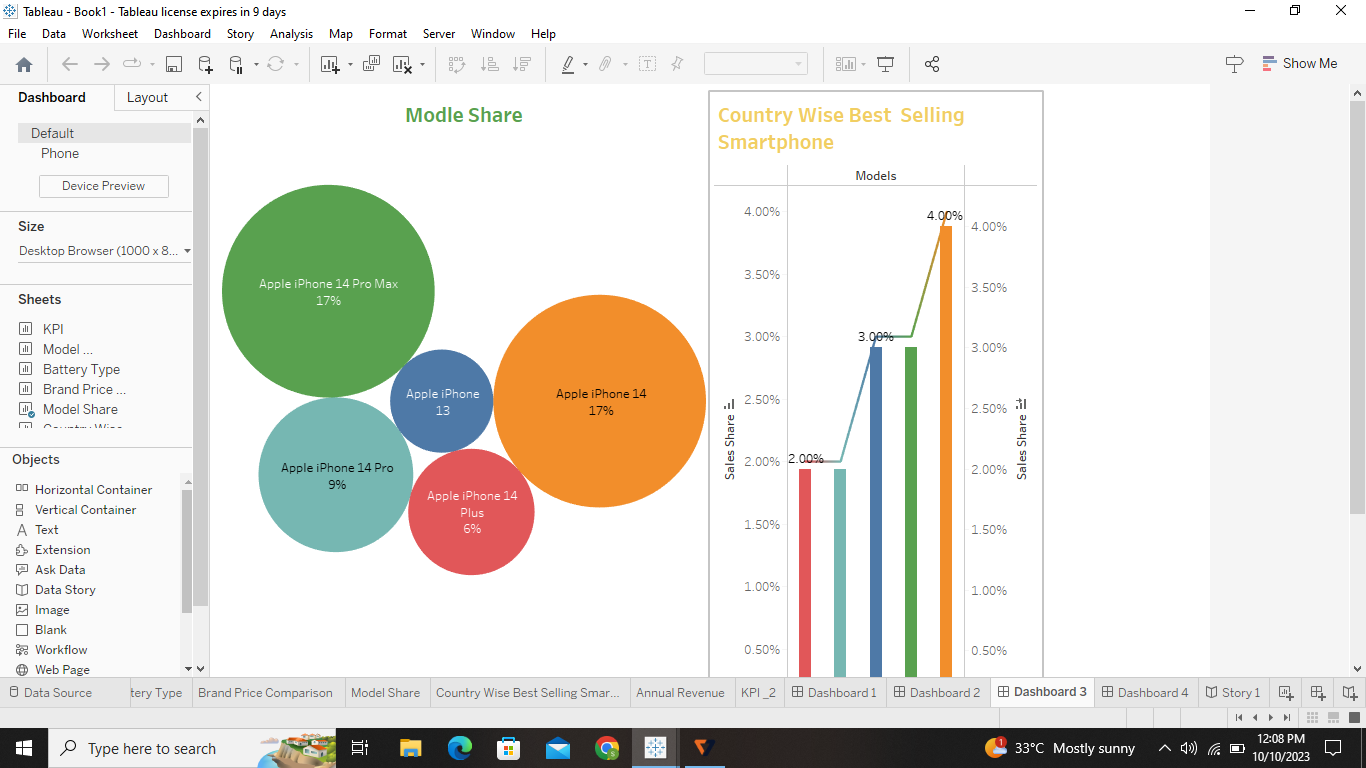 Tableau - Book1 - Tableau license expires in 9 days
File Data Worksheet Dashboard Story Analysis Map Format Server Window Help
Show Me
Dashboard Layout
Default
Phone
Device Preview
Size
Desktop Browser (1000 x 8...
Sheets
KPI
Model ...
Battery Type
Brand Price ...
Model Share
Country Wise
Objects
Horizontal Container
Vertical Container
Text
Extension
Ask Data
Data Story
Image
Blank
Workflow
Web Page
Modle Share
Apple iPhone 14 Pro Max
17%
Apple iPhone
13
Apple iPhone 14
17%
Apple iPhone 14 Pro
9%
Apple iPhone 14
Plus
6%
Country Wise Best Selling
Smartphone
Models
4.00%
3.50%
3.00%
2.50%
2.00%
1.50%
1.00%
0.50%
Sales Share
2.00%
3.00%
4.00%
4.00%
3.50%
3.00%
2.50%
2.00%
1.50%
1.00%
0.50%
Sales Share
Data Source tery Type Brand Price Comparison Model Share Country Wise Best Selling Smar... Annual Revenue KPI _2 Dashboard 1 Dashboard 2 Dashboard 3 Dashboard 4 Story 1
Type here to search
1
33°C Mostly sunny
12:08 PM
10/10/2023